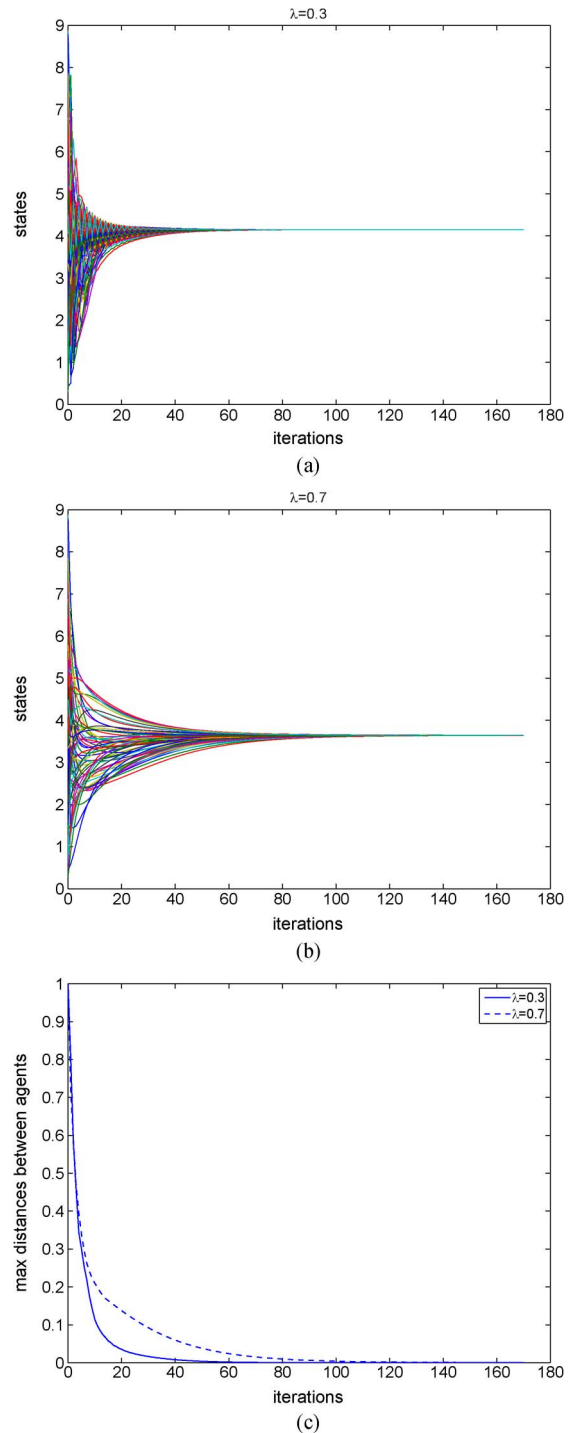 λ=0.3
9
8
7
6
5
4
3
2
1
0
states
0 20 40 60 80 100 120 140 160 180
iterations
(a)
λ=0.7
9
8
7
6
5
4
3
2
1
0
states
0 20 40 60 80 100 120 140 160 180
iterations
(b)
1
0.9
0.8
0.7
0.6
0.5
0.4
0.3
0.2
0.1
0
max distances between agents
λ=0.3
λ=0.7
0 20 40 60 80 100 120 140 160 180
iterations
(c)